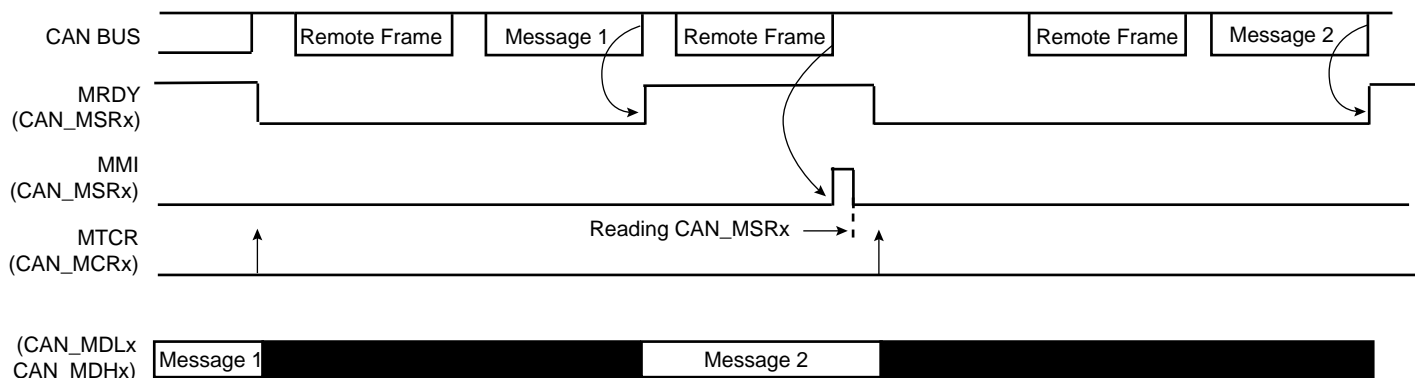 CAN BUS
Remote Frame
Message 1
Remote Frame
Remote Frame
Message 2
MRDY
(CAN_MSRx)
MMI
(CAN_MSRx)
Reading CAN_MSRx
MTCR
(CAN_MCRx)
(CAN_MDLx
CAN_MDHx)
Message 1
Message 2